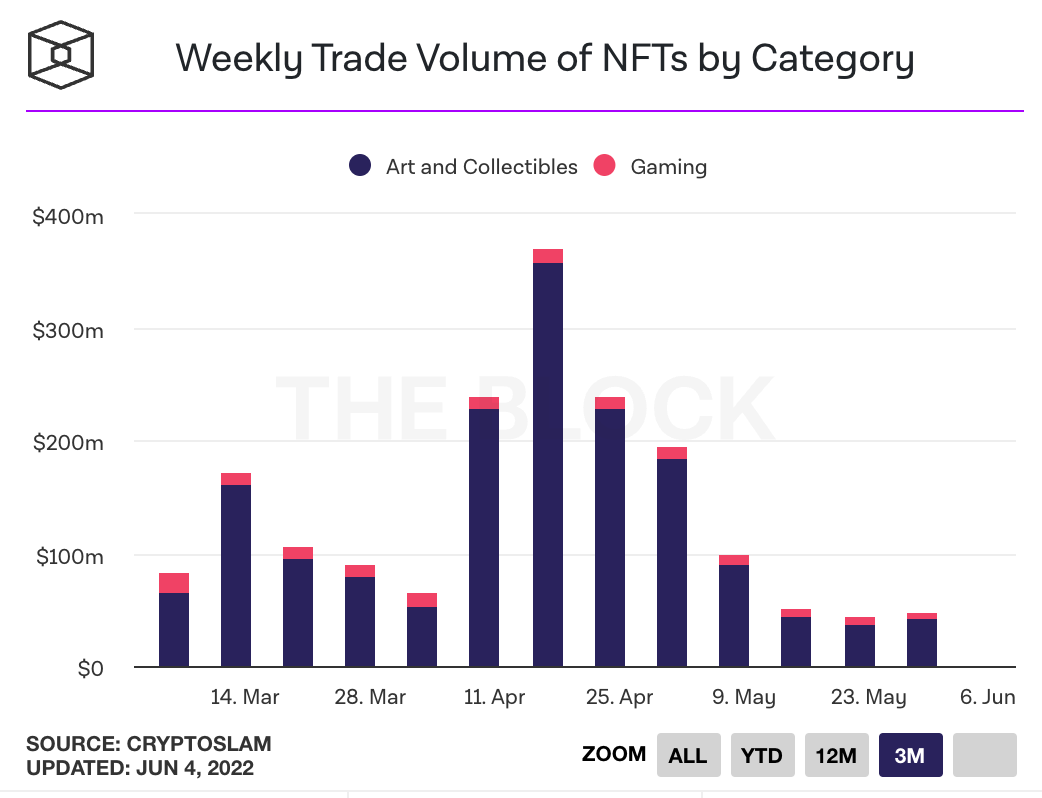 Weekly Trade Volume of NFTs by Category
Art and Collectibles Gaming
$400m
$300m
$200m
$100m
$0
THE BLOCK
14. Mar 28. Mar 11. Apr 25. Apr 9. May 23. May 6. Jun
SOURCE: CRYPTOSLAM
UPDATED: JUN 4, 2022
ZOOM ALL YTD 12M 3M